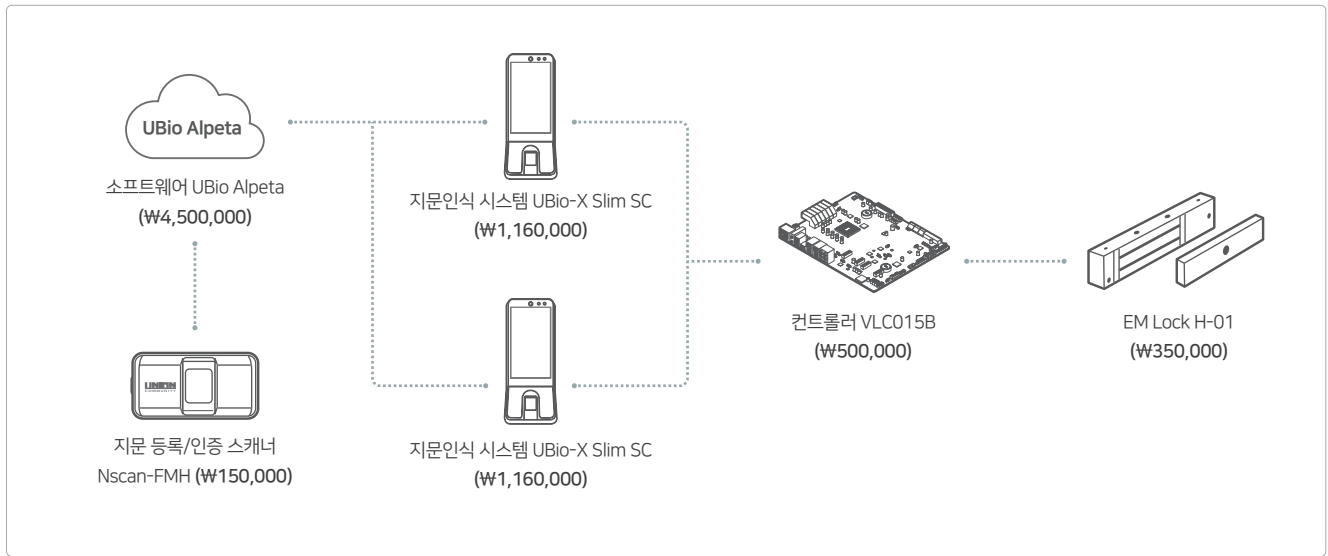 UBio Alpeta
소프트웨어 UBio Alpeta
(₩4,500,000)
지문인식 시스템 UBio-X Slim SC
(₩1,160,000)
컨트롤러 VLC015B
(₩500,000)
EM Lock H-01
(₩350,000)
UNION
COMMUNITY
지문 등록/인증 스캐너
Nscan-FMH (₩150,000)
지문인식 시스템 UBio-X Slim SC
(₩1,160,000)